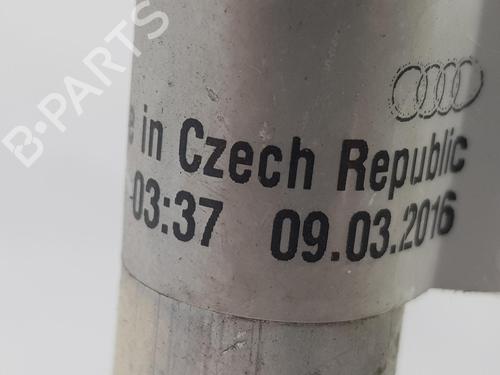 B-PARTS
e in Czech Republic
-03:37 09.03.2016